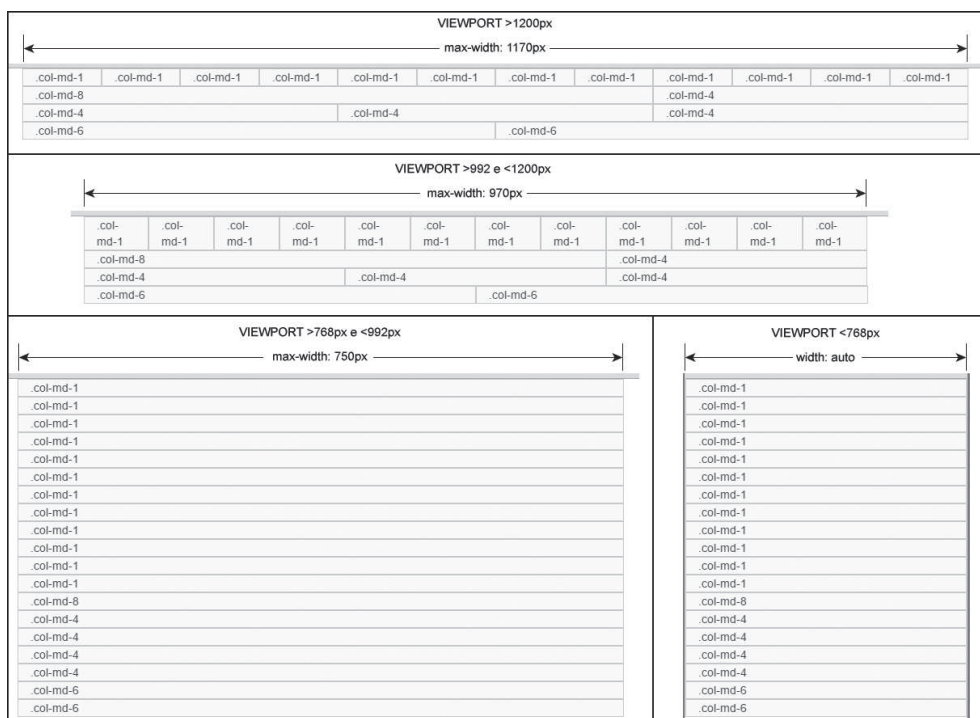 VIEWPORT >1200px
max-width: 1170px
.col-md-1 .col-md-1 .col-md-1 .col-md-1 .col-md-1 .col-md-1 .col-md-1 .col-md-1 .col-md-1 .col-md-1 .col-md-1 .col-md-1
.col-md-8 .col-md-4
.col-md-4 .col-md-4 .col-md-4
.col-md-6 .col-md-6
VIEWPORT >992 e <1200px
max-width: 970px
.col- .col- .col- .col- .col- .col- .col- .col- .col- .col- .col- .col-
md-1 md-1 md-1 md-1 md-1 md-1 md-1 md-1 md-1 md-1 md-1 md-1
.col-md-8 .col-md-4
.col-md-4 .col-md-4 .col-md-4
.col-md-6 .col-md-6
VIEWPORT >768px e <992px
max-width: 750px
.col-md-1
.col-md-1
.col-md-1
.col-md-1
.col-md-1
.col-md-1
.col-md-1
.col-md-1
.col-md-1
.col-md-1
.col-md-1
.col-md-1
.col-md-8
.col-md-4
.col-md-4
.col-md-4
.col-md-4
.col-md-6
.col-md-6
VIEWPORT <768px
width: auto
.col-md-1
.col-md-1
.col-md-1
.col-md-1
.col-md-1
.col-md-1
.col-md-1
.col-md-1
.col-md-1
.col-md-1
.col-md-1
.col-md-1
.col-md-8
.col-md-4
.col-md-4
.col-md-4
.col-md-4
.col-md-6
.col-md-6